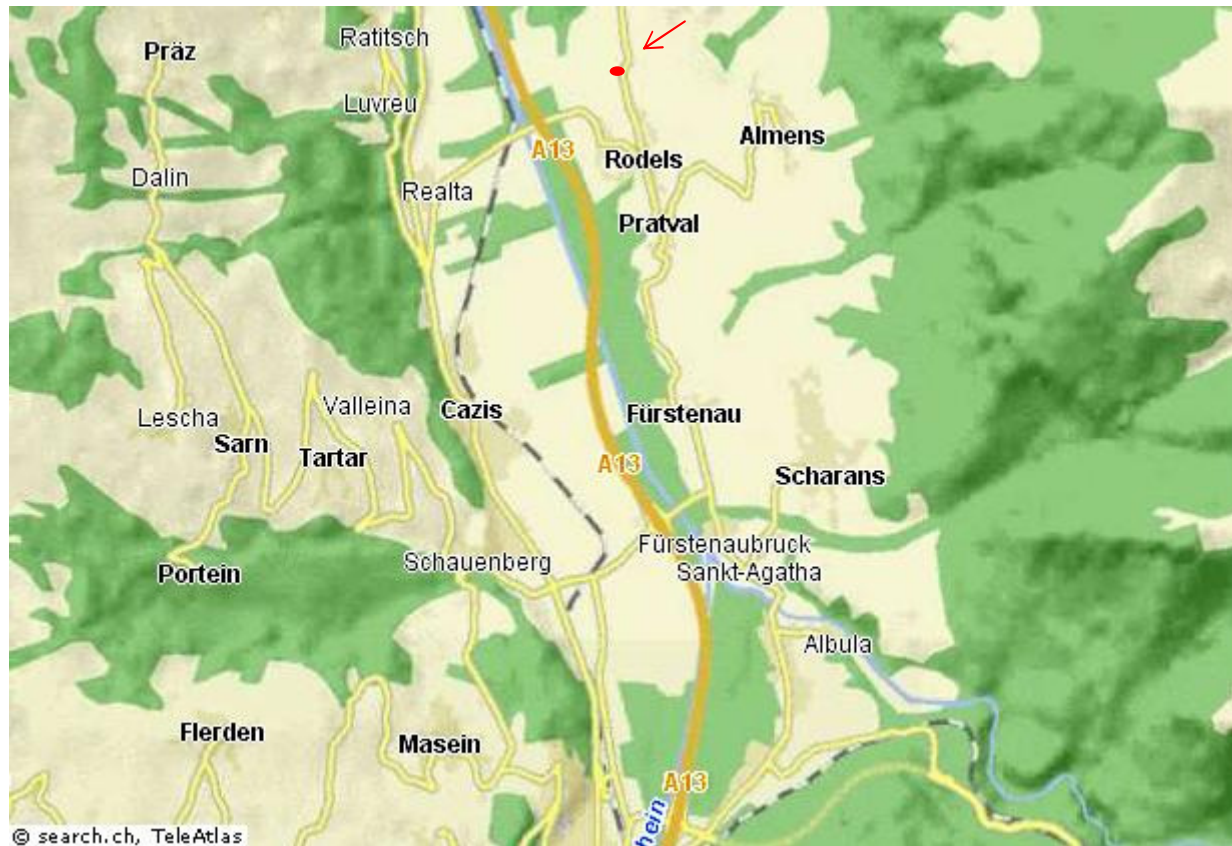 Präz
Ratitsch
Luvreu
Almens
A13
Rodels
Dalin
Realta
Pratval
Lescha
Valleina
Cazis
Fürstenau
Sarn
Tartar
A13
Scharans
Portein
Schauenberg
Fürstenaubruck
Sankt-Agatha
Albula
Flerden
Masein
A13
hein
© search.ch, TeleAtlas